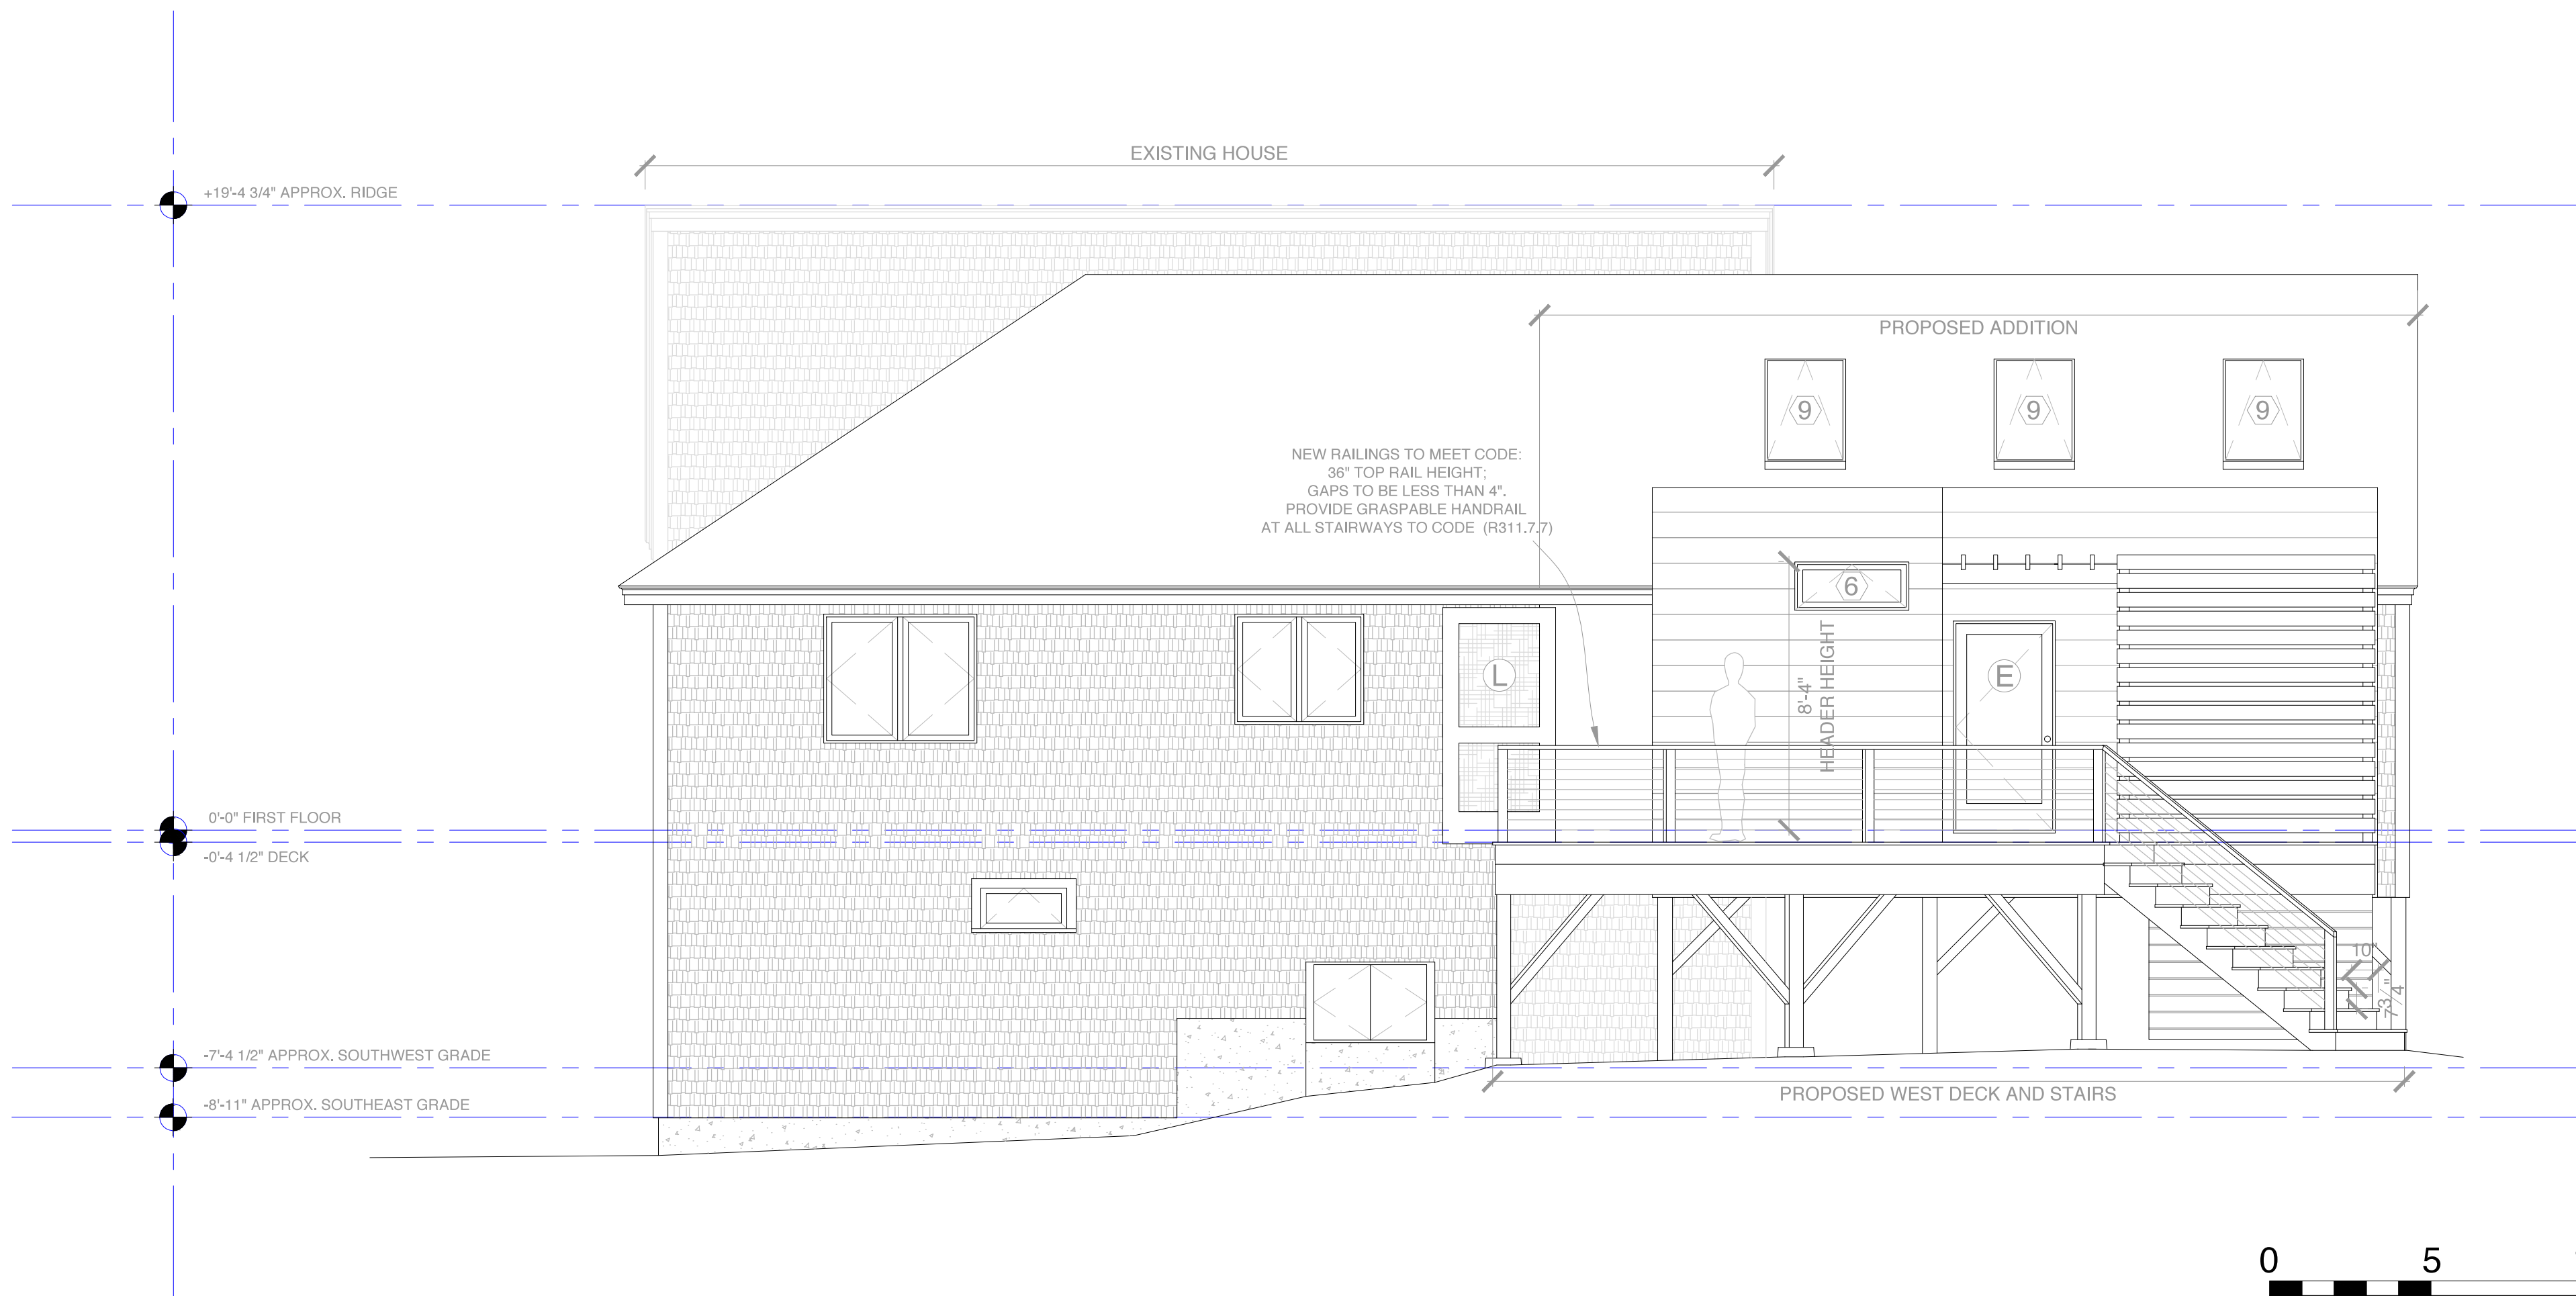 EXISTING HOUSE
+19'-4 3/4" APPROX. RIDGE
PROPOSED ADDITION
9
9
9
NEW RAILINGS TO MEET CODE:
36" TOP RAIL HEIGHT;
GAPS TO BE LESS THAN 4".
PROVIDE GRASPABLE HANDRAIL
AT ALL STAIRWAYS TO CODE (R311.7.7)
6
L
E
8'-4"
HEADER HEIGHT
0'-0" FIRST FLOOR
-0'-4 1/2" DECK
10"
7 3/4"
-7'-4 1/2" APPROX. SOUTHWEST GRADE
-8'-11" APPROX. SOUTHEAST GRADE
PROPOSED WEST DECK AND STAIRS
0
5